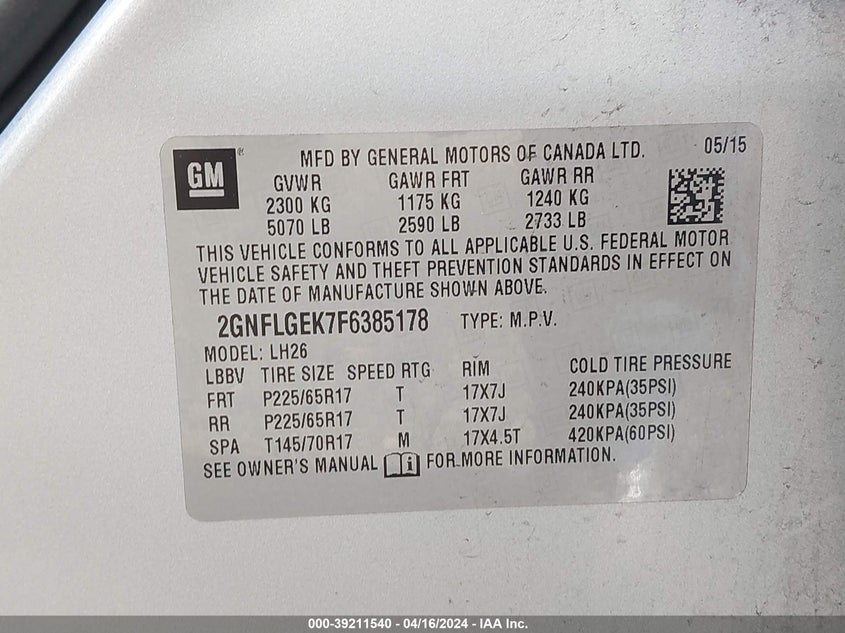 GM ® MFD BY GENERAL MOTORS OF CANADA LTD. 05/15
GVWR GAWR FRT GAWR RR
2300 KG 1175 KG 1240 KG
5070 LB 2590 LB 2733 LB
THIS VEHICLE CONFORMS TO ALL APPLICABLE U.S. FEDERAL MOTOR
VEHICLE SAFETY AND THEFT PREVENTION STANDARDS IN EFFECT ON
THE DATE OF MANUFACTURE SHOWN ABOVE.
2GNFLGEK7F6385178 TYPE: M.P.V.
MODEL: LH26
LBBV TIRE SIZE SPEED RTG RIM COLD TIRE PRESSURE
FRT P225/65R17 T 17X7J 240KPA(35PSI)
RR P225/65R17 T 17X7J 240KPA(35PSI)
SPA T145/70R17 M 17X4.5T 420KPA(60PSI)
SEE OWNER'S MANUAL i FOR MORE INFORMATION.
000-39211540 - 04/16/2024 - IAA Inc.